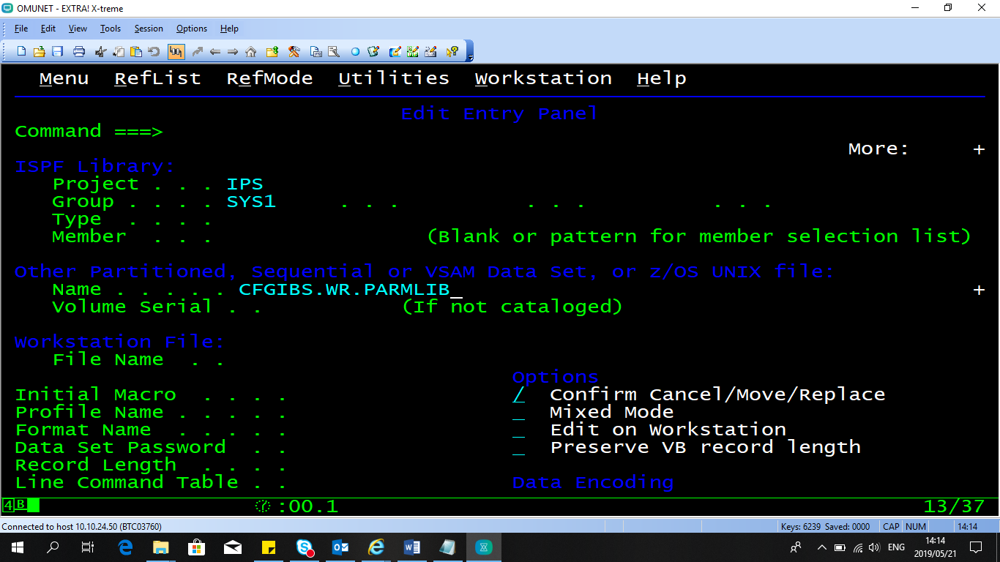 OMUNET - EXTRA! X-treme
File Edit View Tools Session Options Help
Menu RefList RefMode Utilities Workstation Help
Edit Entry Panel
Command ===>
More: +
ISPF Library:
Project . . . IPS
Group . . . . SYS1 . . . . . . . . .
Type . . . .
Member . . . (Blank or pattern for member selection list)
Other Partitioned, Sequential or VSAM Data Set, or z/OS UNIX file:
Name . . . . . CFGIBS.WR.PARMLIB_ +
Volume Serial . . (If not cataloged)
Workstation File:
File Name . .
Options
Initial Macro . . . . / Confirm Cancel/Move/Replace
Profile Name . . . . . _ Mixed Mode
Format Name . . . . . _ Edit on Workstation
Data Set Password . . _ Preserve VB record length
Record Length . . . .
Line Command Table . . Data Encoding
4B :00.1 13/37
Connected to host 10.10.24.50 (BTC03760) Keys: 6239 Saved: 0000 CAP NUM 14:14
ENG 14:14
2019/05/21